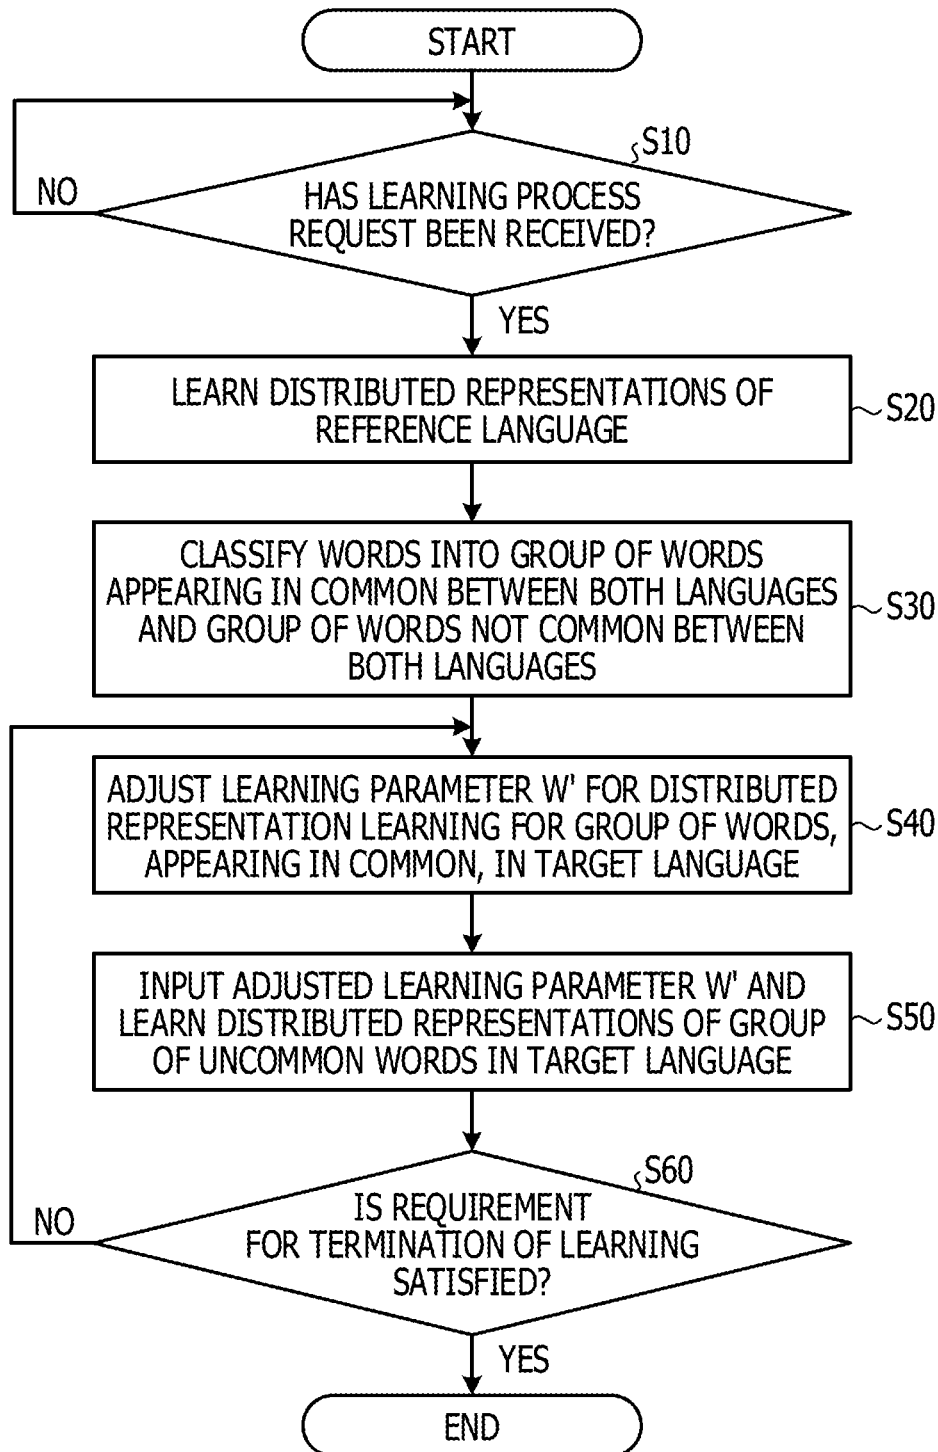 START
S10
HAS LEARNING PROCESS
REQUEST BEEN RECEIVED?
NO
YES
LEARN DISTRIBUTED REPRESENTATIONS OF
REFERENCE LANGUAGE
S20
CLASSIFY WORDS INTO GROUP OF WORDS
APPEARING IN COMMON BETWEEN BOTH LANGUAGES
AND GROUP OF WORDS NOT COMMON BETWEEN
BOTH LANGUAGES
S30
ADJUST LEARNING PARAMETER W' FOR DISTRIBUTED
REPRESENTATION LEARNING FOR GROUP OF WORDS,
APPEARING IN COMMON, IN TARGET LANGUAGE
S40
INPUT ADJUSTED LEARNING PARAMETER W' AND
LEARN DISTRIBUTED REPRESENTATIONS OF GROUP
OF UNCOMMON WORDS IN TARGET LANGUAGE
S50
S60
IS REQUIREMENT
FOR TERMINATION OF LEARNING
SATISFIED?
NO
YES
END